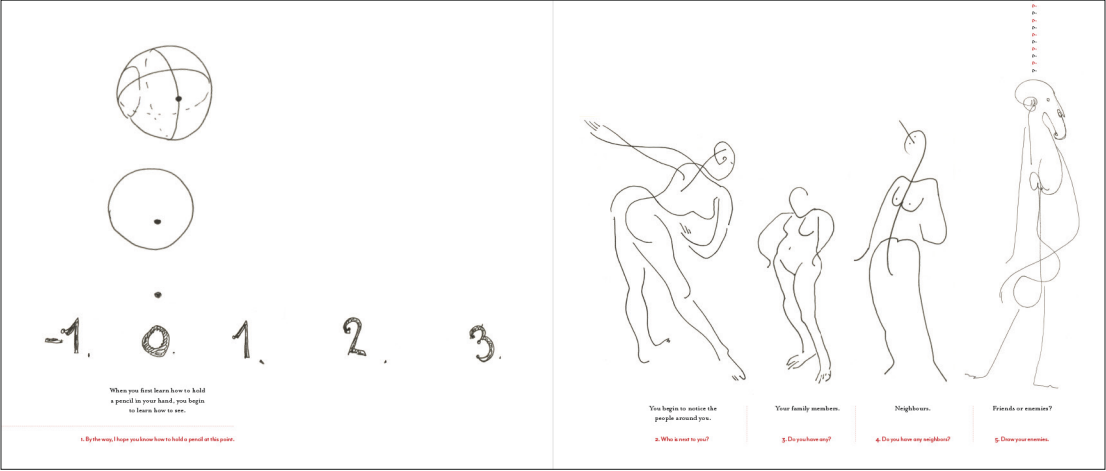 -1. 0. 1. 2. 3.
When you first learn how to hold
a pencil in your hand, you begin
to learn how to see.
1. By the way, I hope you know how to hold a pencil at this point.
? ? ? ? ? ? ? ? ? ?
You begin to notice the
people around you.
2. Who is next to you?
Your family members.
3. Do you have any?
Neighbours.
4. Do you have any neighbors?
Friends or enemies?
5. Draw your enemies.